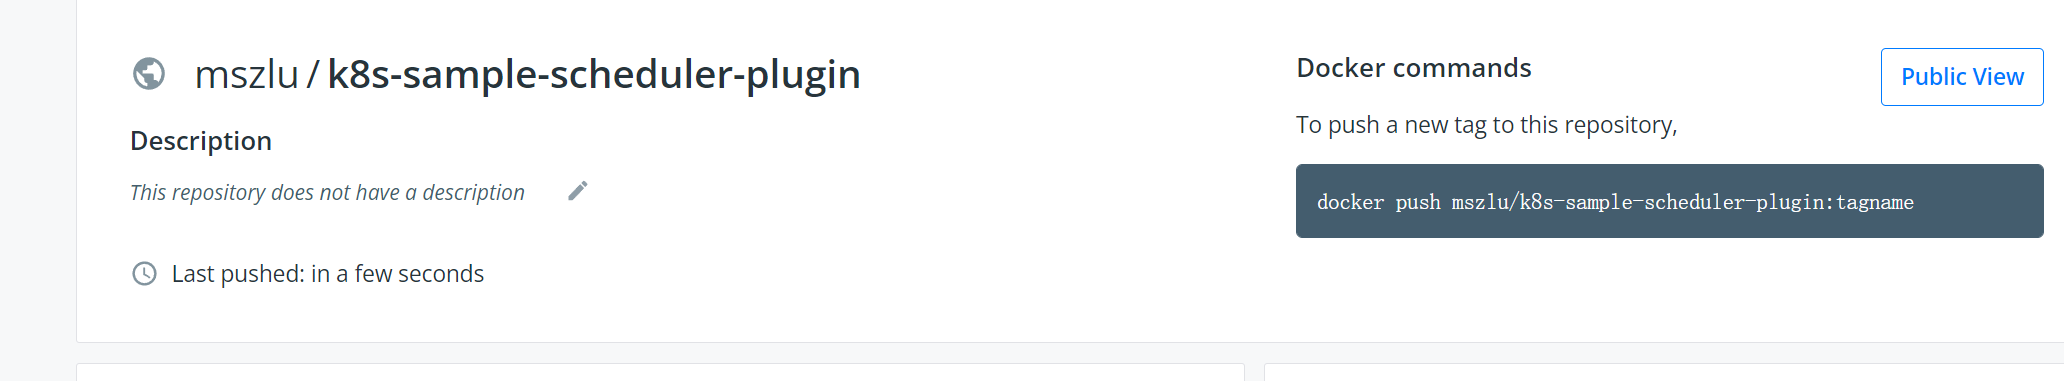 mszlu / k8s-sample-scheduler-plugin
Description
This repository does not have a description
Last pushed: in a few seconds
Docker commands
Public View
To push a new tag to this repository,
docker push mszlu/k8s-sample-scheduler-plugin:tagname